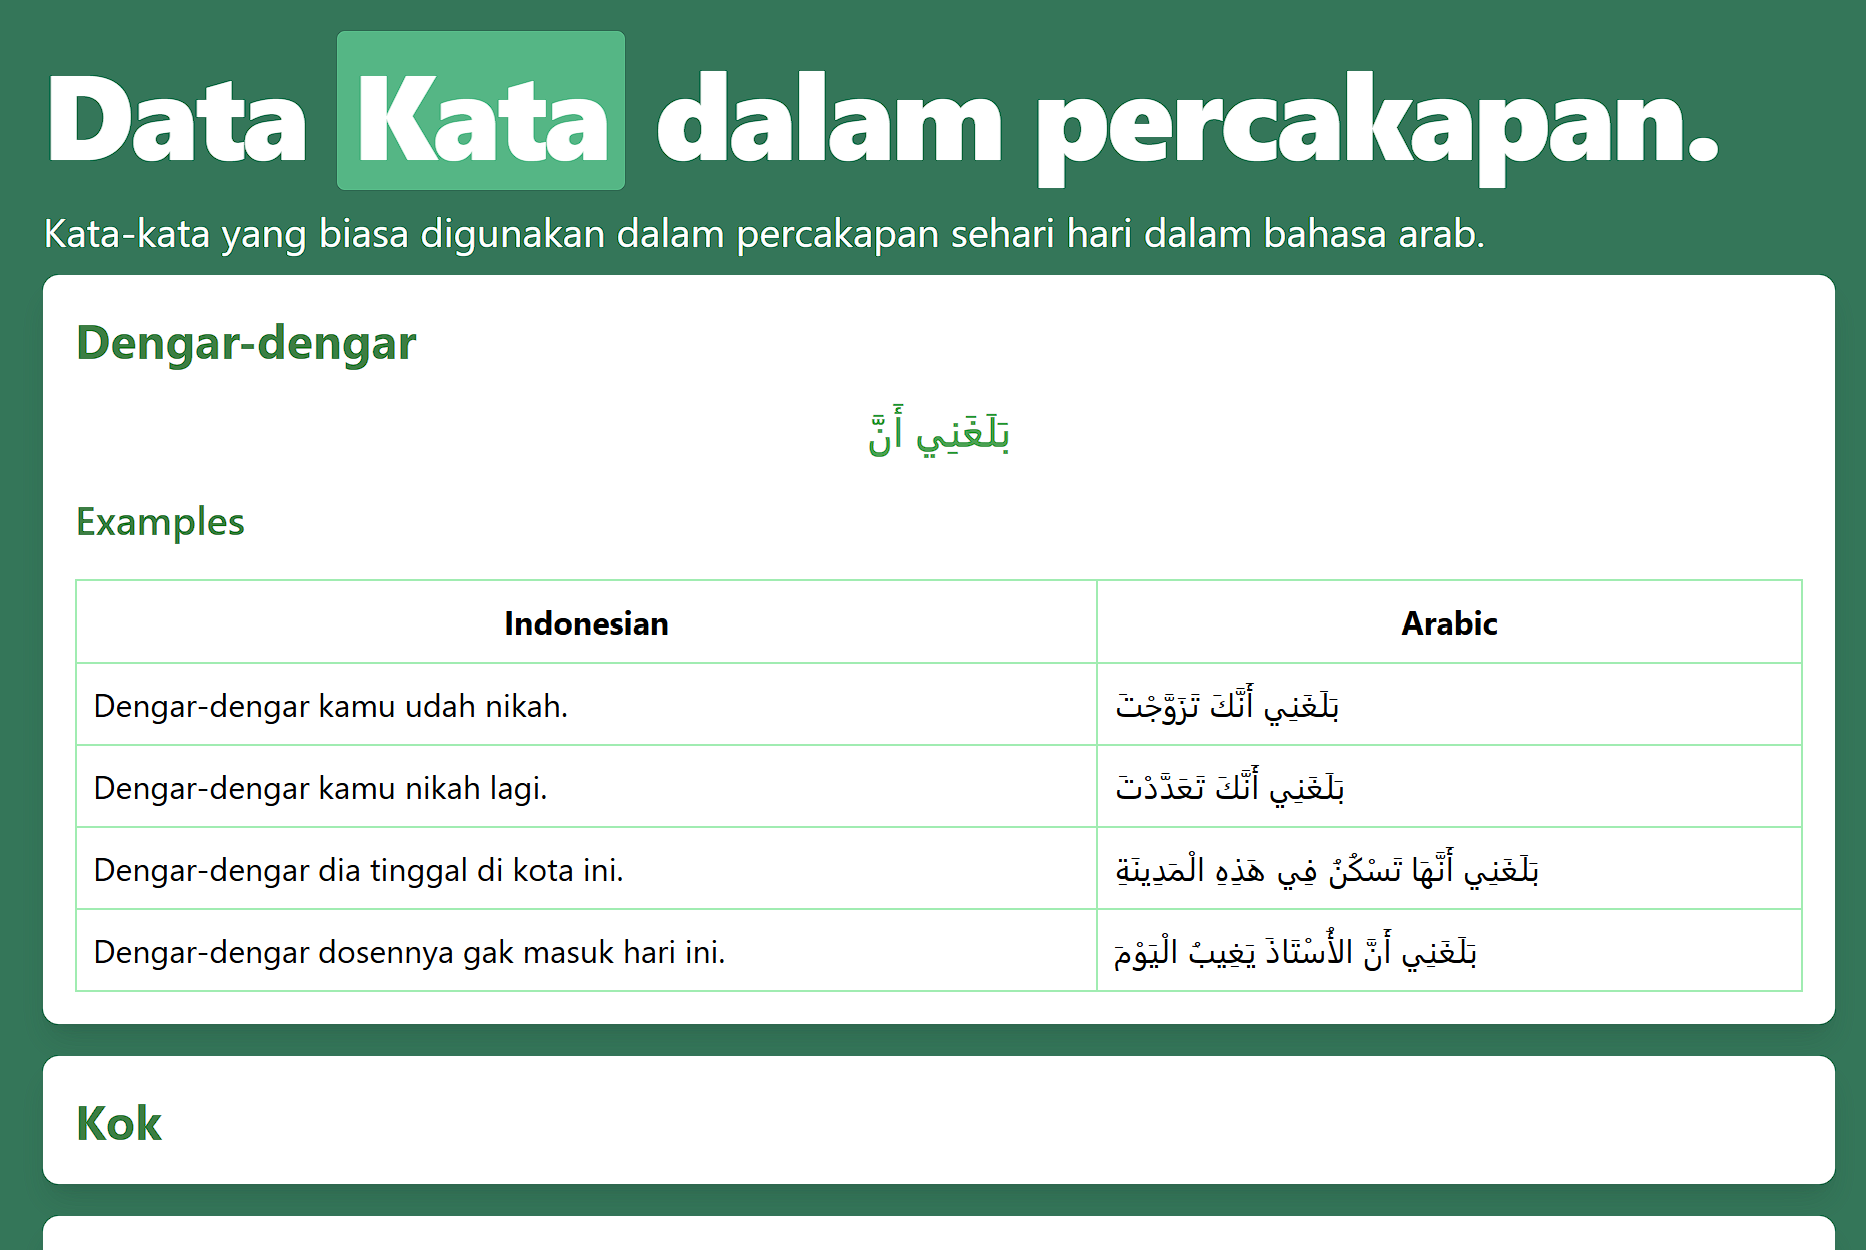 Data Kata dalam percakapan.
Kata-kata yang biasa digunakan dalam percakapan sehari hari dalam bahasa arab.
Dengar-dengar
بَلَغَنِي أَنَّ
Examples
Indonesian Arabic
Dengar-dengar kamu udah nikah. بَلَغَنِي أَنَّكَ تَزَوَّجْتَ
Dengar-dengar kamu nikah lagi. بَلَغَنِي أَنَّكَ تَعَدَّدْتَ
Dengar-dengar dia tinggal di kota ini. بَلَغَنِي أَنَّهَا تَسْكُنُ فِي هَذِهِ الْمَدِينَةِ
Dengar-dengar dosennya gak masuk hari ini. بَلَغَنِي أَنَّ الأُسْتَاذَ يَغِيبُ الْيَوْمَ
Kok